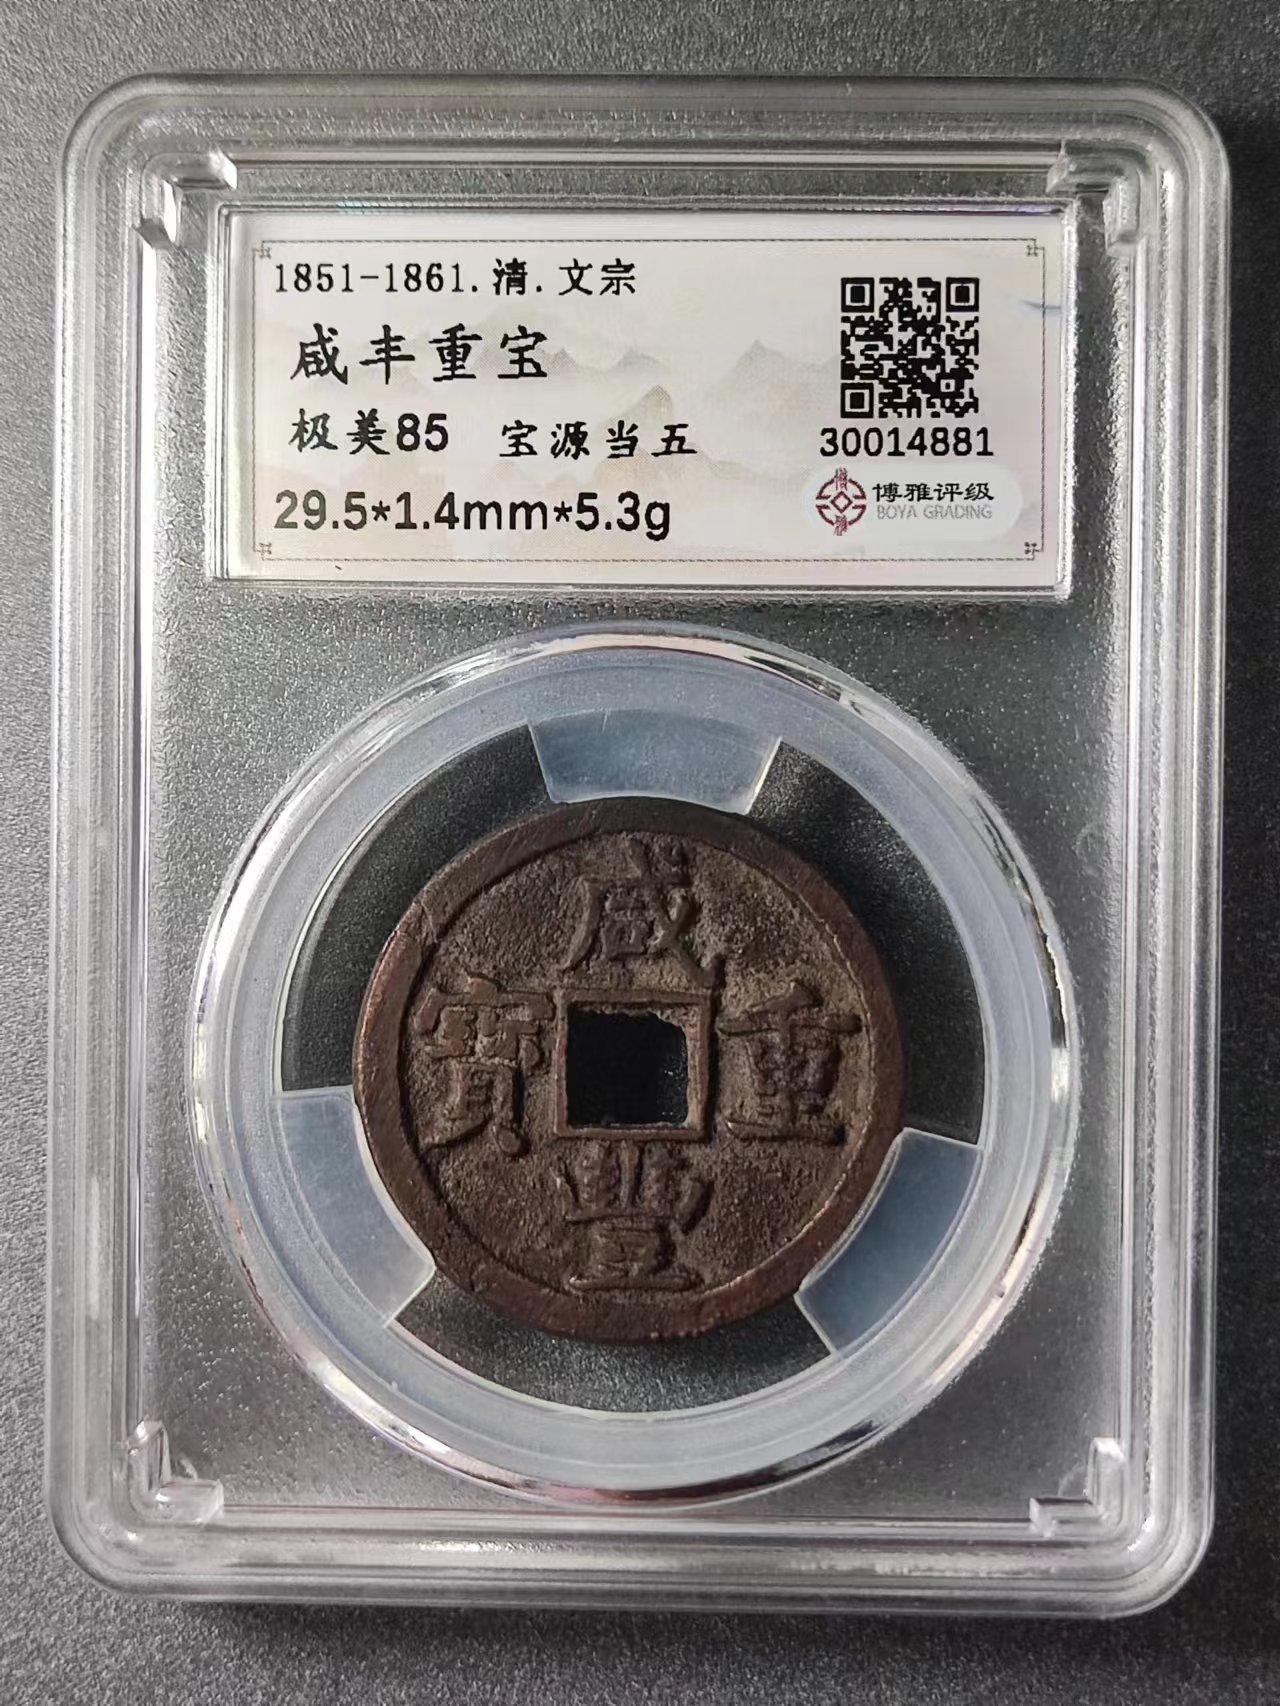 1851-1861.清.文宗
咸丰重宝
极美85 宝源当五
29.5*1.4mm*5.3g
30014881
博雅评级
BOYA GRADING
咸
寶 重
豐